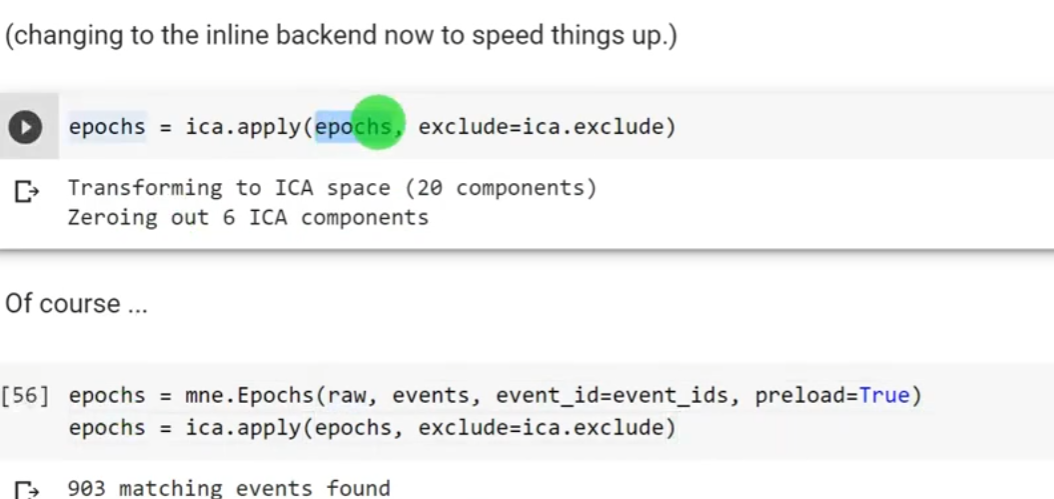 (changing to the inline backend now to speed things up.)
epochs = ica.apply(epochs, exclude=ica.exclude)
Transforming to ICA space (20 components)
Zeroing out 6 ICA components
Of course ...
[56] epochs = mne.Epochs(raw, events, event_id=event_ids, preload=True)
epochs = ica.apply(epochs, exclude=ica.exclude)
903 matching events found